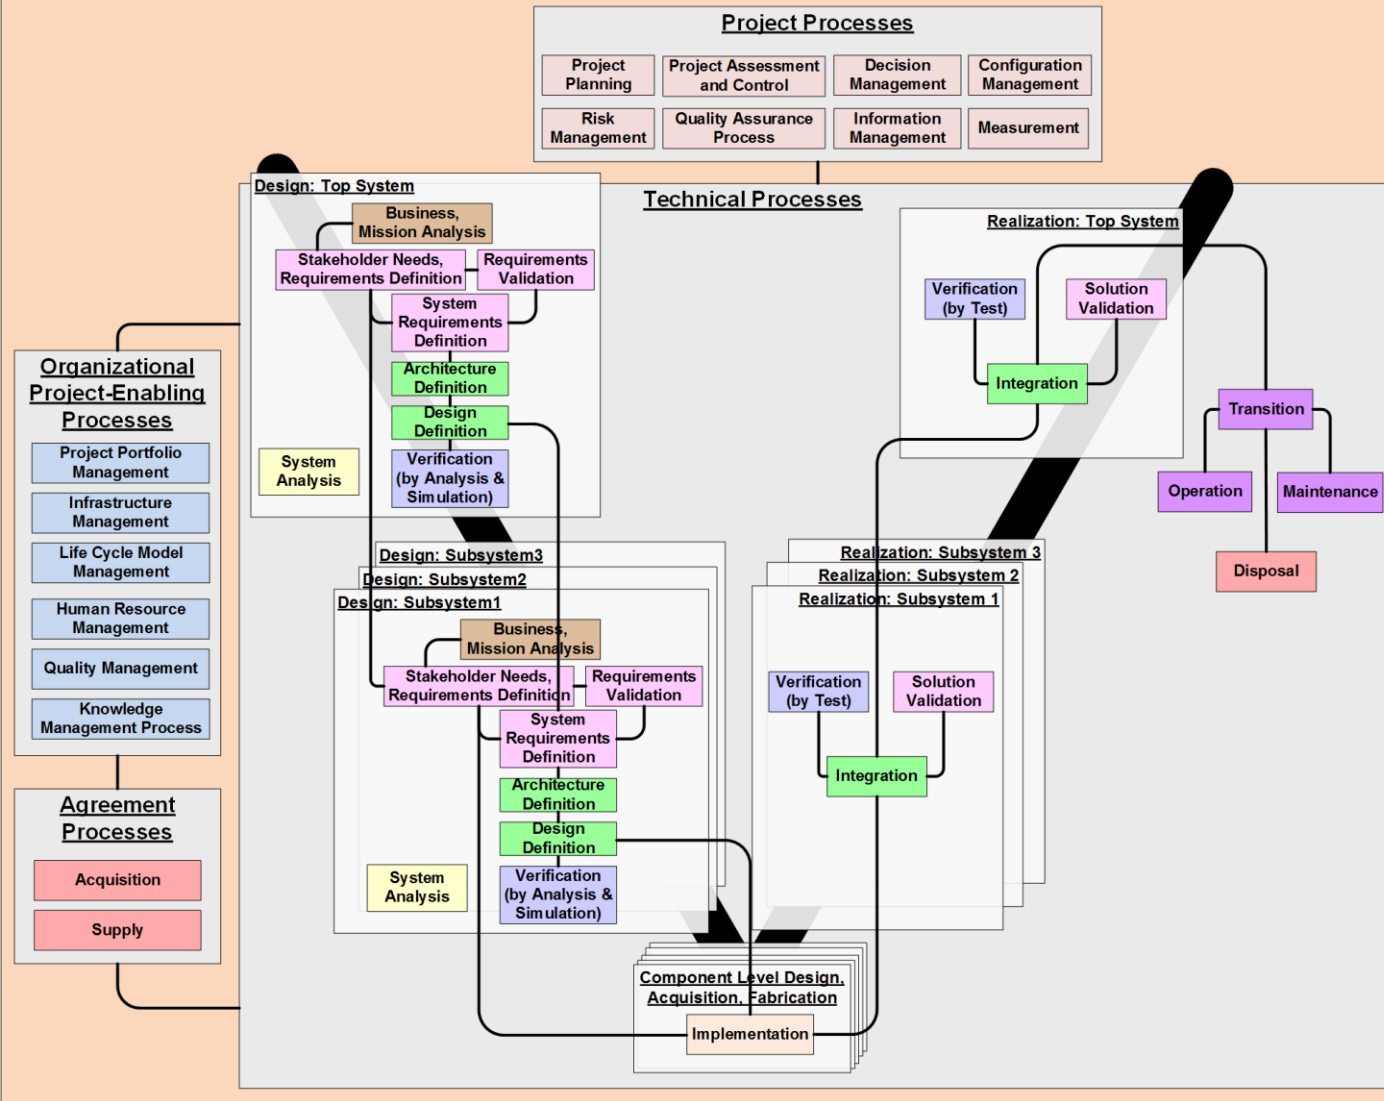 Project Processes
Project
Planning
Project Assessment
and Control
Decision
Management
Configuration
Management
Risk
Management
Quality Assurance
Process
Information
Management
Measurement
Technical Processes
Design: Top System
Business,
Mission Analysis
Stakeholder Needs,
Requirements Definition
Requirements
Validation
System
Requirements
Definition
Architecture
Definition
Design
Definition
System
Analysis
Verification
(by Analysis &
Simulation)
Realization: Top System
Verification
(by Test)
Solution
Validation
Integration
Transition
Operation
Maintenance
Disposal
Organizational
Project-Enabling
Processes
Project Portfolio
Management
Infrastructure
Management
Life Cycle Model
Management
Human Resource
Management
Quality Management
Knowledge
Management Process
Agreement
Processes
Acquisition
Supply
Design: Subsystem3
Design: Subsystem2
Design: Subsystem1
Business,
Mission Analysis
Stakeholder Needs,
Requirements Definition
Requirements
Validation
System
Requirements
Definition
Architecture
Definition
Design
Definition
System
Analysis
Verification
(by Analysis &
Simulation)
Realization: Subsystem 3
Realization: Subsystem 2
Realization: Subsystem 1
Verification
(by Test)
Solution
Validation
Integration
Component Level Design,
Acquisition, Fabrication
Implementation